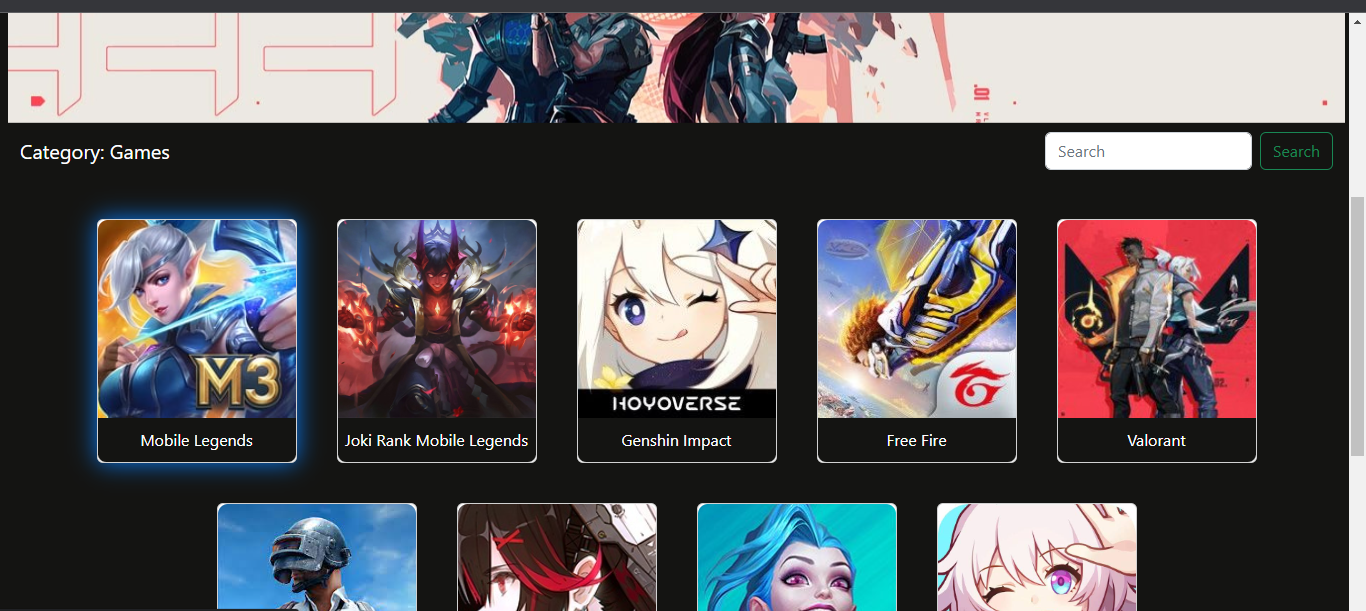 Category: Games
Search
Search
M3
HOYOVERSE
Mobile Legends
Joki Rank Mobile Legends
Genshin Impact
Free Fire
Valorant